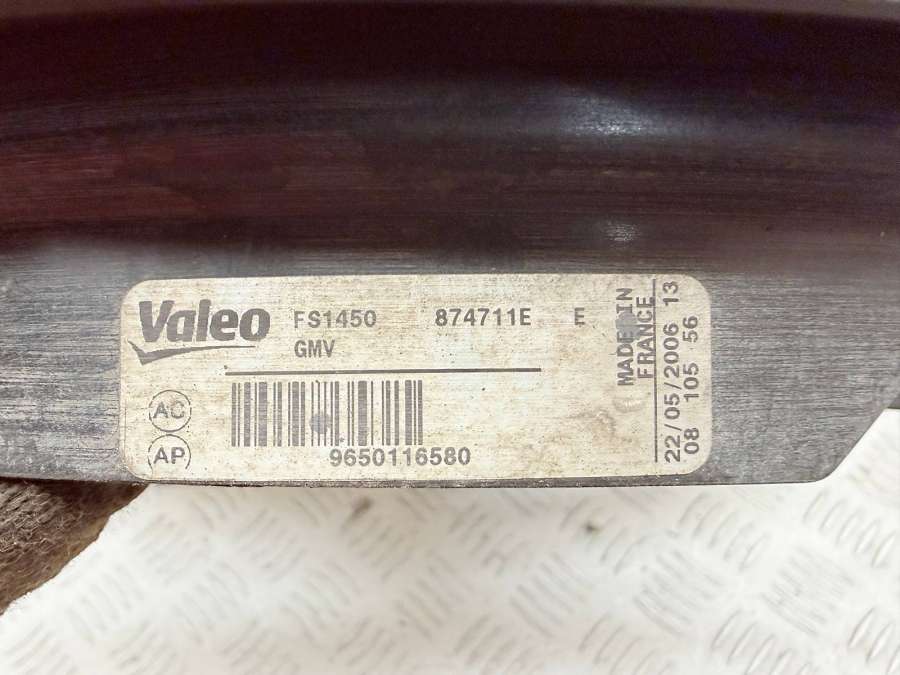 Valeo FS1450 874711E E
GMV
AC
AP
9650116580
MADE IN
FRANCE
22/05/2006 13
08 105 56